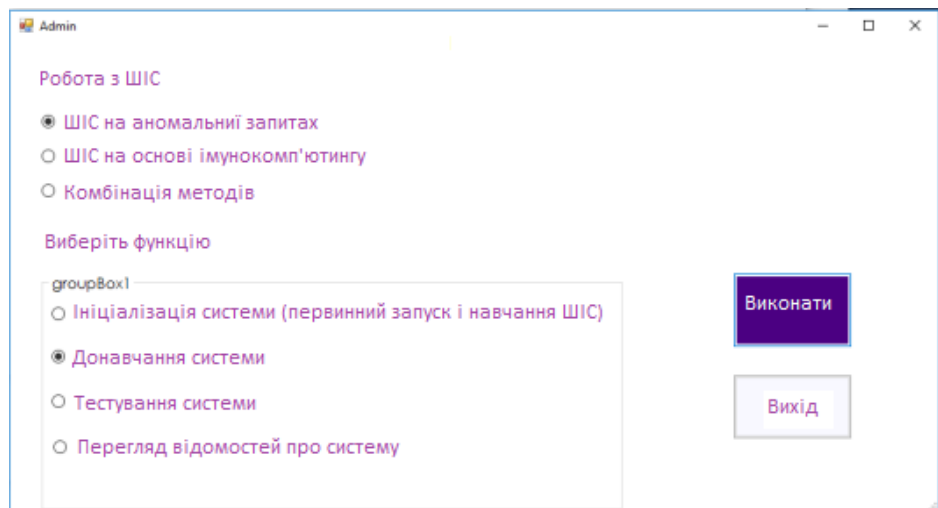 Admin
Робота з ШІС
ШІС на аномальниї запитах
ШІС на основі імунокомп'ютингу
Комбінація методів
Виберіть функцію
groupBox1
Ініціалізація системи (первинний запуск і навчання ШІС)
Донавчання системи
Тестування системи
Перегляд відомостей про систему
Виконати
Вихід